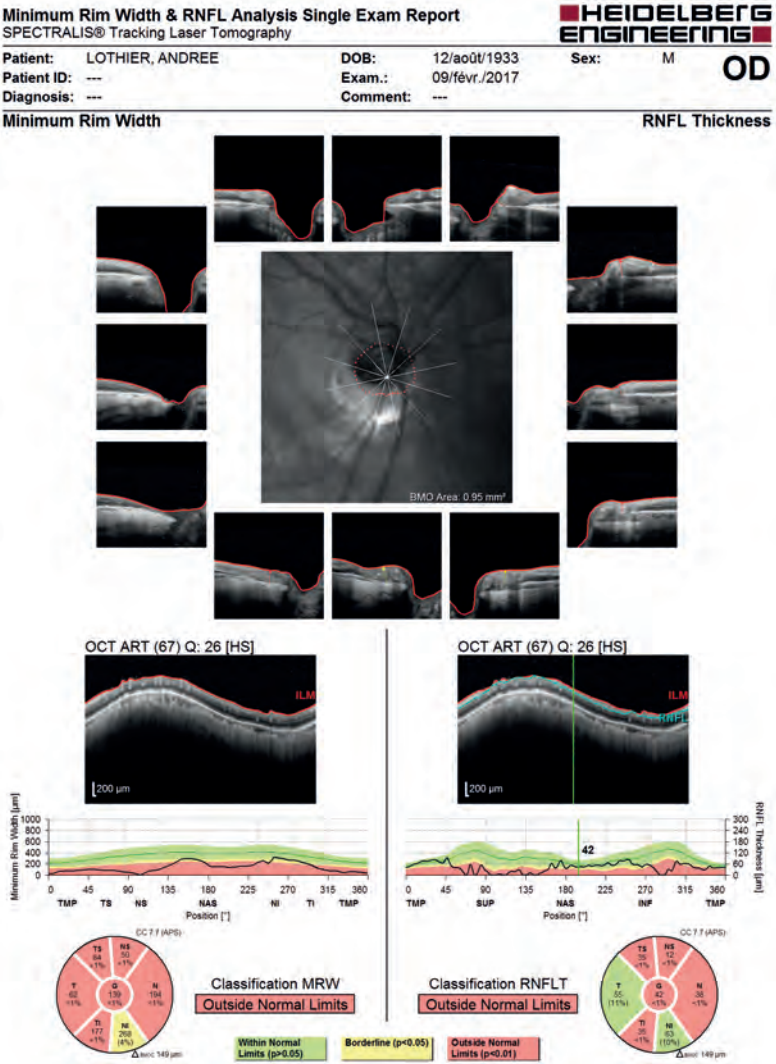 Minimum Rim Width & RNFL Analysis Single Exam Report
SPECTRALIS® Tracking Laser Tomography
HEIDELBERG
ENGINEERING
Patient: LOTHIER, ANDREE DOB: 12/août/1933 Sex: M
OD
Patient ID: --- Exam.: 09/févr./2017
Diagnosis: --- Comment: ---
Minimum Rim Width RNFL Thickness
BMO Area: 0.95 mm²
OCT ART (67) Q: 26 [HS] OCT ART (67) Q: 26 [HS]
ILM ILM
RNFL
200 µm 200 µm
Minimum Rim Width [µm]
1000
800
600
400
200
0
0 45 90 135 180 225 270 315 360
TMP TS NS NAS NI TI TMP
Position [°]
RNFL Thickness [µm]
300
240
180
120
60
0
42
0 45 90 135 180 225 270 315 360
TMP SUP NAS INF TMP
Position [°]
CC 7.7 (APS) CC 7.7 (APS)
TS
64
<1%
NS
50
<1%
T
62
<1%
G
139
<1%
N
194
<1%
TI
177
<1%
NI
268
(4%)
Classification MRW
Outside Normal Limits
Classification RNFLT
Outside Normal Limits
TS
<1%
NS
12
<1%
T
55
(11%)
G
42
<1%
N
38
<1%
TI
<1%
NI
63
(10%)
Within Normal
Limits (p>0.05)
Borderline (p<0.05)
Outside Normal
Limits (p<0.01)
149 µm 149 µm